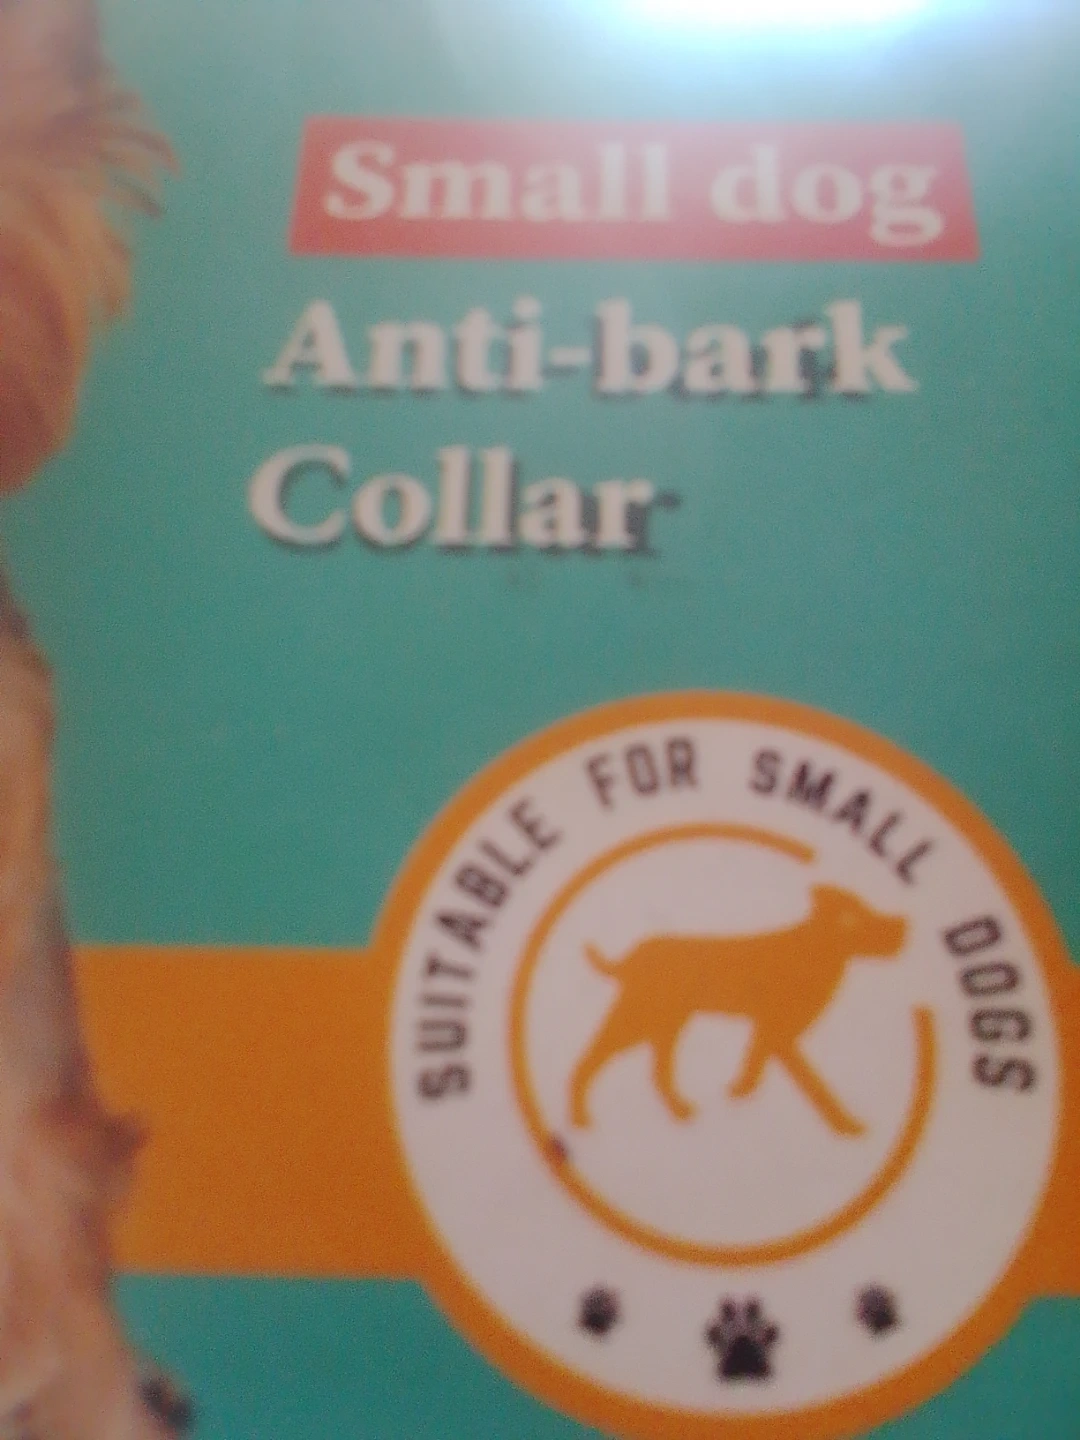 Small dog
Anti-bark
Collar
SUITABLE FOR SMALL DOGS